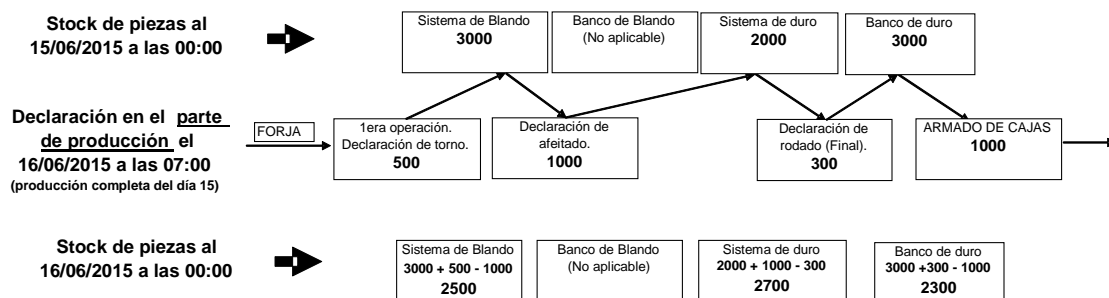 Stock de piezas al
15/06/2015 a las 00:00
Sistema de Blando
3000
Banco de Blando
(No aplicable)
Sistema de duro
2000
Banco de duro
3000
Declaración en el parte
de producción el
16/06/2015 a las 07:00
(producción completa del día 15)
FORJA
1era operación.
Declaración de torno.
500
Declaración de
afeitado.
1000
Declaración de
rodado (Final).
300
ARMADO DE CAJAS
1000
Stock de piezas al
16/06/2015 a las 00:00
Sistema de Blando
3000 + 500 - 1000
2500
Banco de Blando
(No aplicable)
Sistema de duro
2000 + 1000 - 300
2700
Banco de duro
3000 +300 - 1000
2300